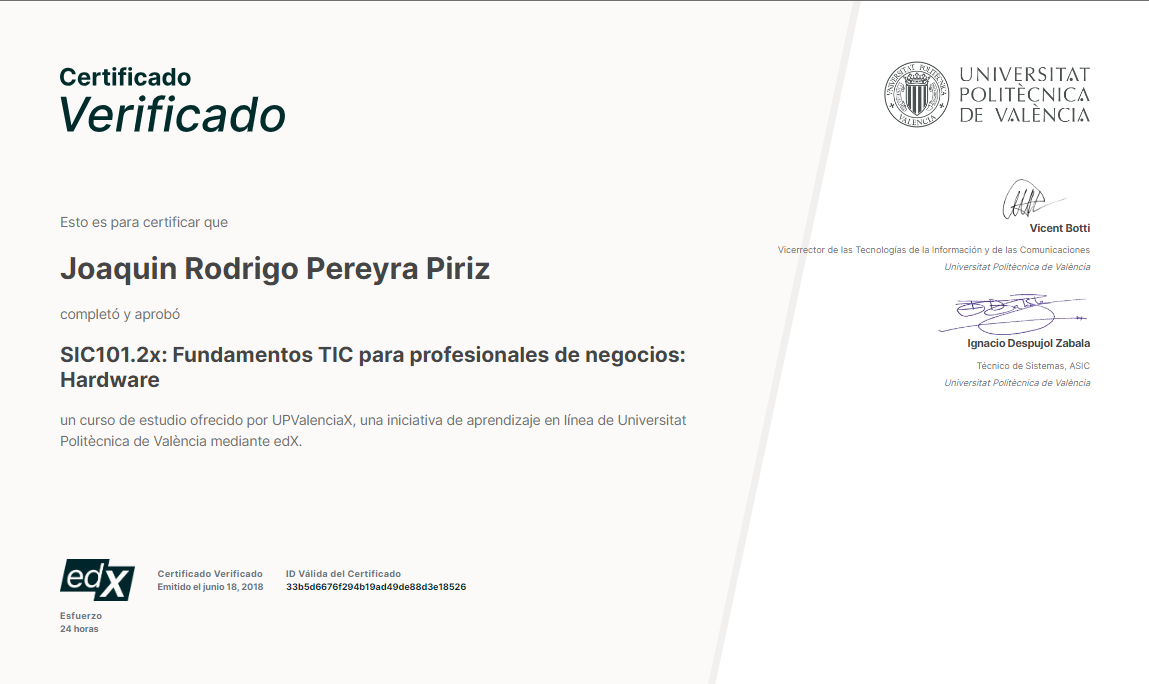 Certificado
Verificado
UNIVERSITAT
POLITÈCNICA
DE VALÈNCIA
Esto es para certificar que
Joaquin Rodrigo Pereyra Piriz
completó y aprobó
SIC101.2x: Fundamentos TIC para profesionales de negocios:
Hardware
un curso de estudio ofrecido por UPValenciaX, una iniciativa de aprendizaje en línea de Universitat
Politècnica de València mediante edX.
Vicent Botti
Vicerrector de las Tecnologías de la Información y de las Comunicaciones
Universitat Politècnica de València
Ignacio Despujol Zabala
Técnico de Sistemas, ASIC
Universitat Politècnica de València
edX
Certificado Verificado
Emitido el junio 18, 2018
ID Válida del Certificado
33b5d6676f294b19ad49de88d3e18526
Esfuerzo
24 horas